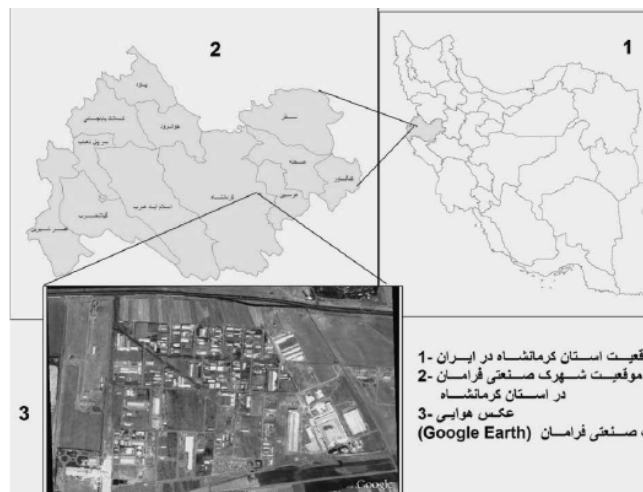 2
1
پاوه
ثلاث باباجانی
جوانرود
سرپل ذهاب
سنقر
صحنه
کنگاور
هرسین
کرمانشاه
اسلام آباد غرب
گیلانغرب
قصر شیرین
3
1- موقعیت استان کرمانشاه در ایران
2- موقعیت شهرک صنعتی فرامان
در استان کرمانشاه
3- عکس هوایی
صنعتی فرامان (Google Earth)
Google